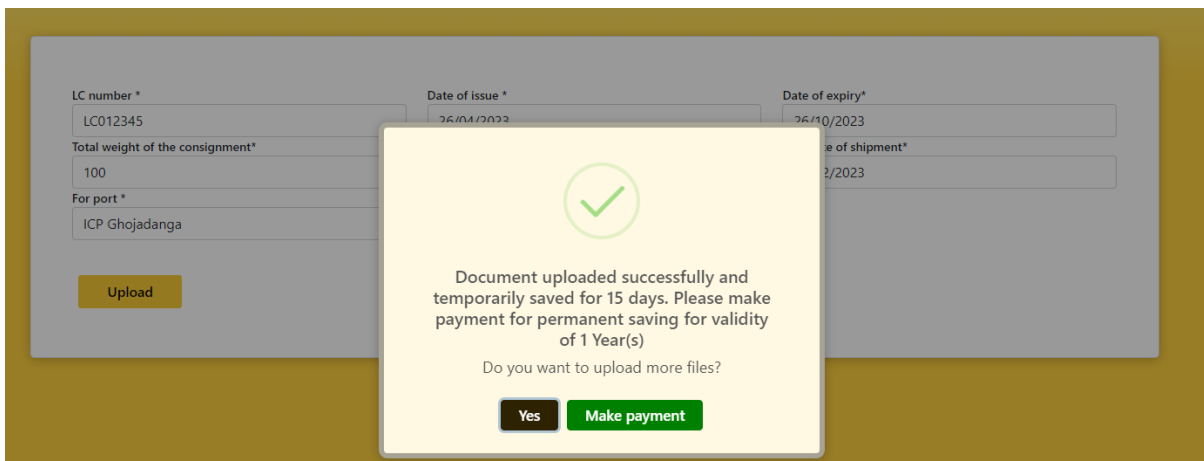 LC number *
Date of issue *
Date of expiry*
LC012345
26/04/2023
26/10/2023
Total weight of the consignment*
e of shipment*
100
2/2023
For port *
ICP Ghojadanga
Upload
Document uploaded successfully and
temporarily saved for 15 days. Please make
payment for permanent saving for validity
of 1 Year(s)
Do you want to upload more files?
Yes
Make payment